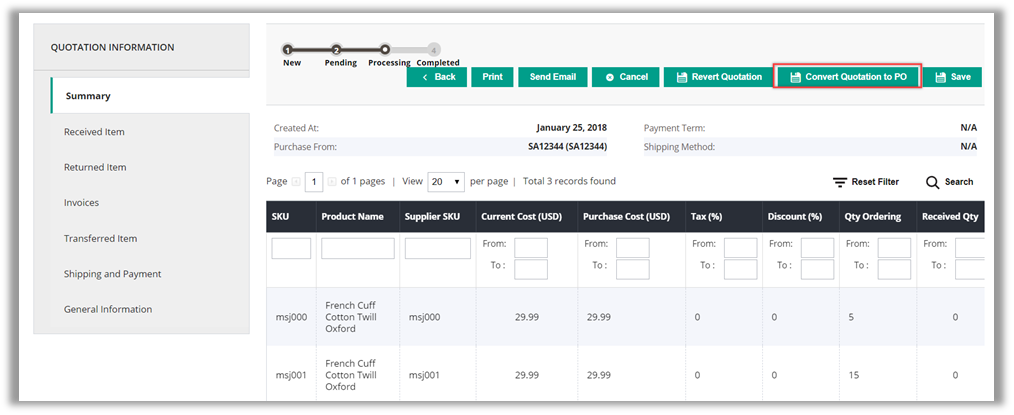 QUOTATION INFORMATION
Summary
Received Item
Returned Item
Invoices
Transferred Item
Shipping and Payment
General Information
1 2 4
New Pending Processing Completed
Back Print Send Email Cancel Revert Quotation Convert Quotation to PO Save
Created At: January 25, 2018 Payment Term: N/A
Purchase From: SA12344 (SA12344) Shipping Method: N/A
Page 1 of 1 pages | View 20 per page | Total 3 records found Reset Filter Search
SKU Product Name Supplier SKU Current Cost (USD) Purchase Cost (USD) Tax (%) Discount (%) Qty Ordering Received Qty
From: From: From: From: From: From:
To : To : To : To : To : To :
msj000 French Cuff Cotton Twill Oxford msj000 29.99 29.99 0 0 5 0
msj001 French Cuff Cotton Twill Oxford msj001 29.99 29.99 0 0 15 0